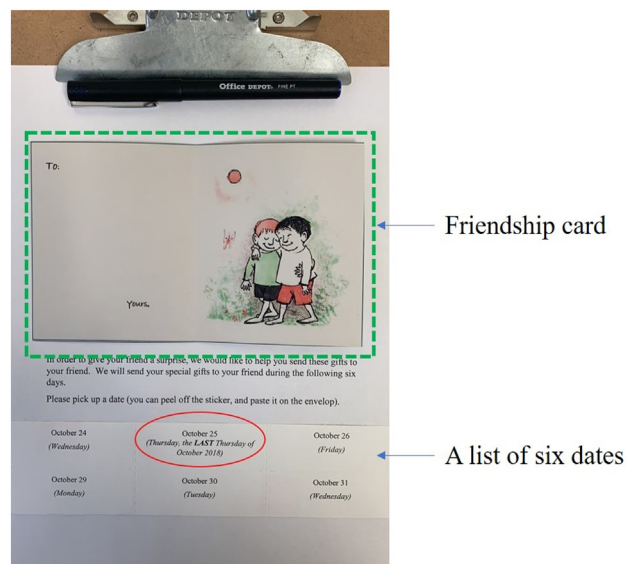 DEPOT
Office DEPOT. FINE PT
To:
Yours,
Friendship card
In order to give your friend a surprise, we would like to help you send these gifts to
your friend. We will send your special gifts to your friend during the following six
days.
Please pick up a date (you can peel off the sticker, and paste it on the envelop).
October 24
(Wednesday)
October 25
(Thursday, the LAST Thursday of
October 2018)
October 26
(Friday)
A list of six dates
October 29
(Monday)
October 30
(Tuesday)
October 31
(Wednesday)